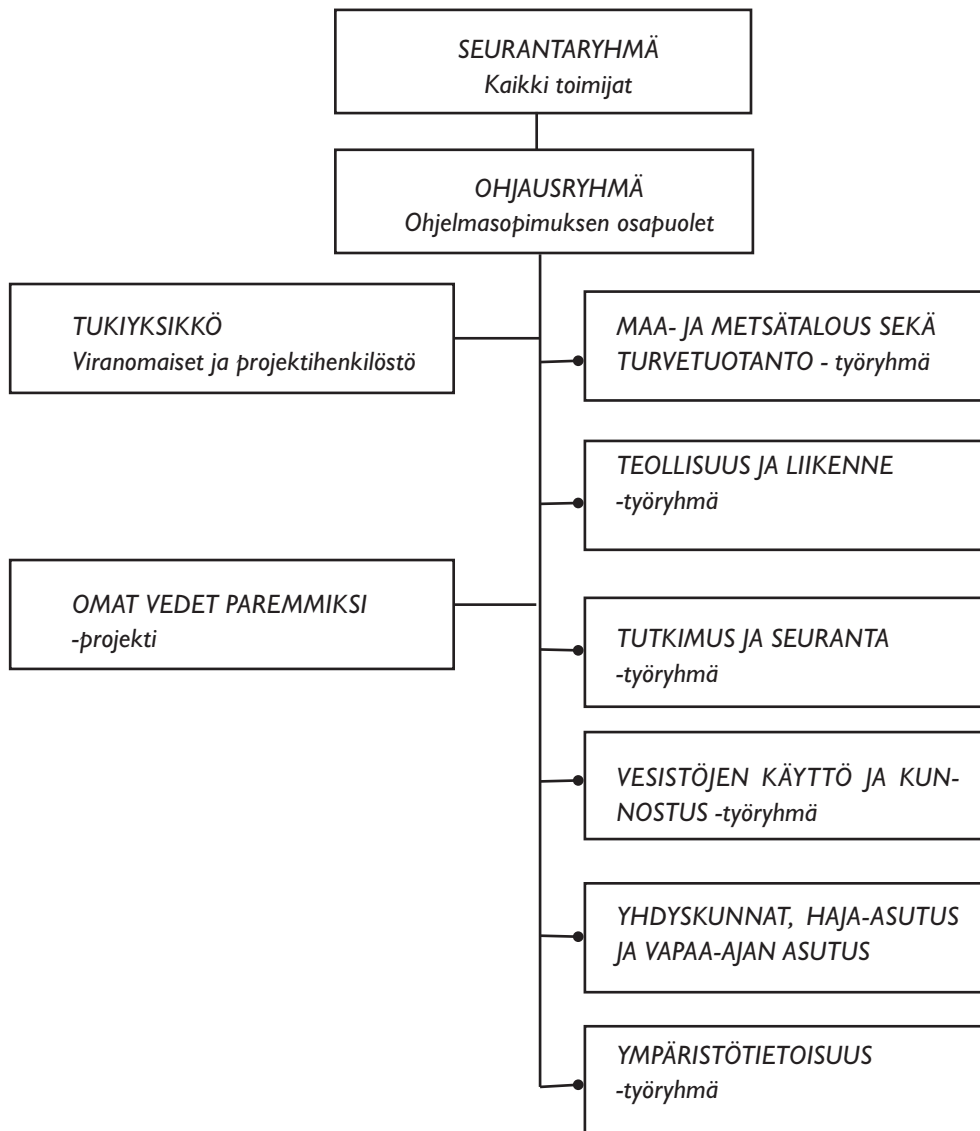 SEURANTARYHMÄ
Kaikki toimijat
OHJAUSRYHMÄ
Ohjelmasopimuksen osapuolet
TUKIYKSIKKÖ
Viranomaiset ja projektihenkilöstö
MAA- JA METSÄTALOUS SEKÄ
TURVETUOTANTO - työryhmä
TEOLLISUUS JA LIIKENNE
-työryhmä
OMAT VEDET PAREMMIKSI
-projekti
TUTKIMUS JA SEURANTA
-työryhmä
VESISTÖJEN KÄYTTÖ JA KUN-
NOSTUS -työryhmä
YHDYSKUNNAT, HAJA-ASUTUS
JA VAPAA-AJAN ASUTUS
YMPÄRISTÖTIETOISUUS
-työryhmä